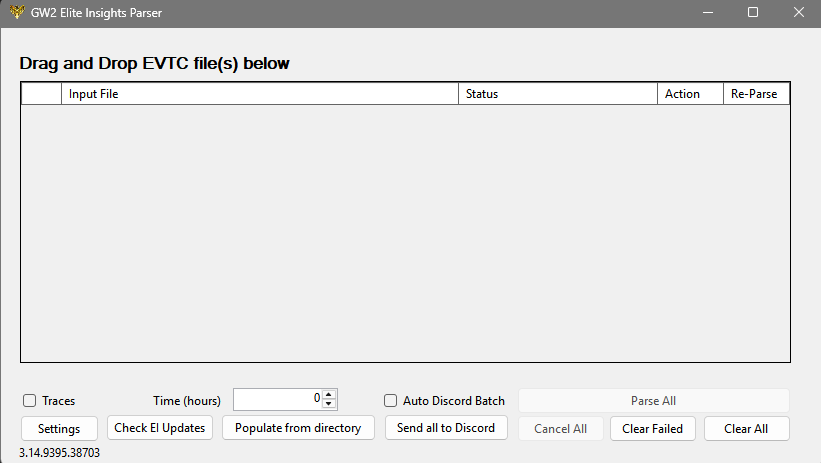 GW2 Elite Insights Parser
Drag and Drop EVTC file(s) below
Input File Status Action Re-Parse
Traces Time (hours) 0 Auto Discord Batch Parse All
Settings Check EI Updates Populate from directory Send all to Discord Cancel All Clear Failed Clear All
3.14.9395.38703